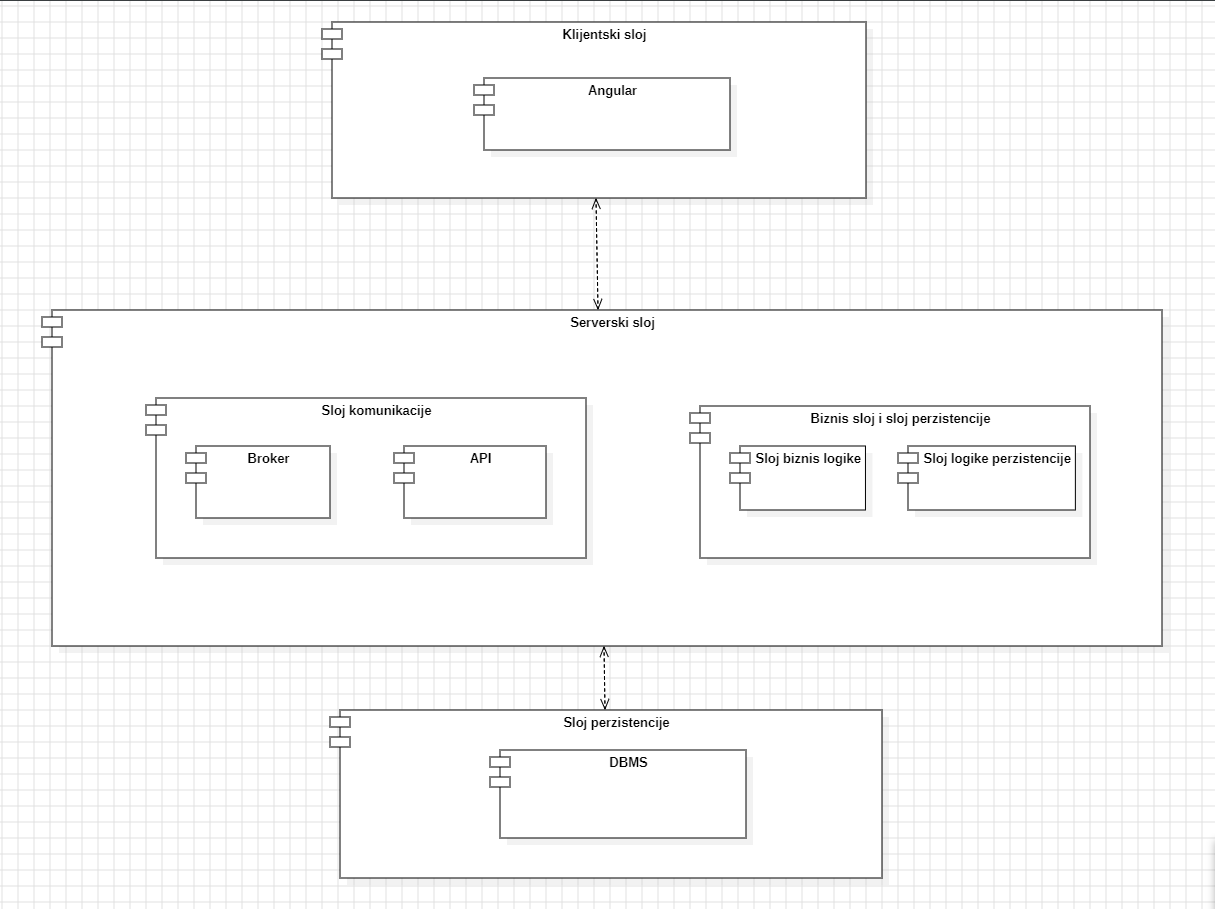 Klijentski sloj
Angular
Serverski sloj
Sloj komunikacije
Broker
API
Biznis sloj i sloj perzistencije
Sloj biznis logike
Sloj logike perzistencije
Sloj perzistencije
DBMS